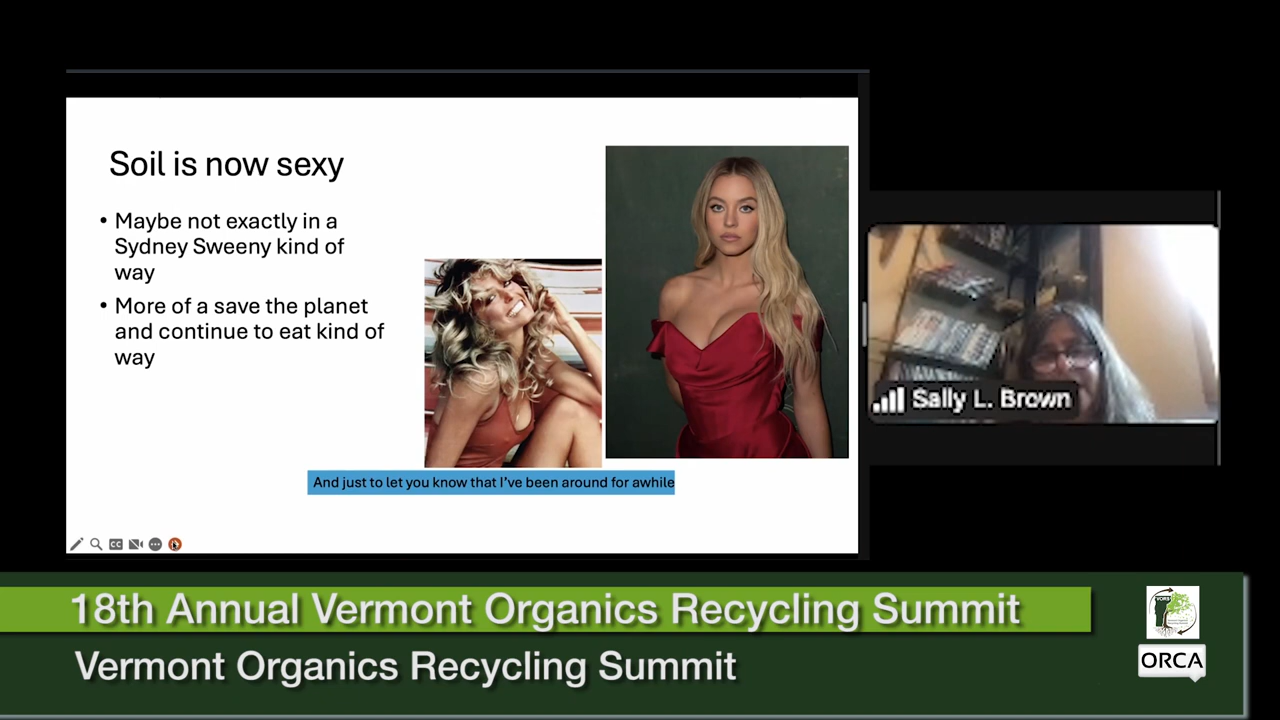 Soil is now sexy
• Maybe not exactly in a
Sydney Sweeny kind of
way
• More of a save the planet
and continue to eat kind of
way
And just to let you know that I've been around for awhile
CC
Sally L. Brown
18th Annual Vermont Organics Recycling Summit
Vermont Organics Recycling Summit
ORCA